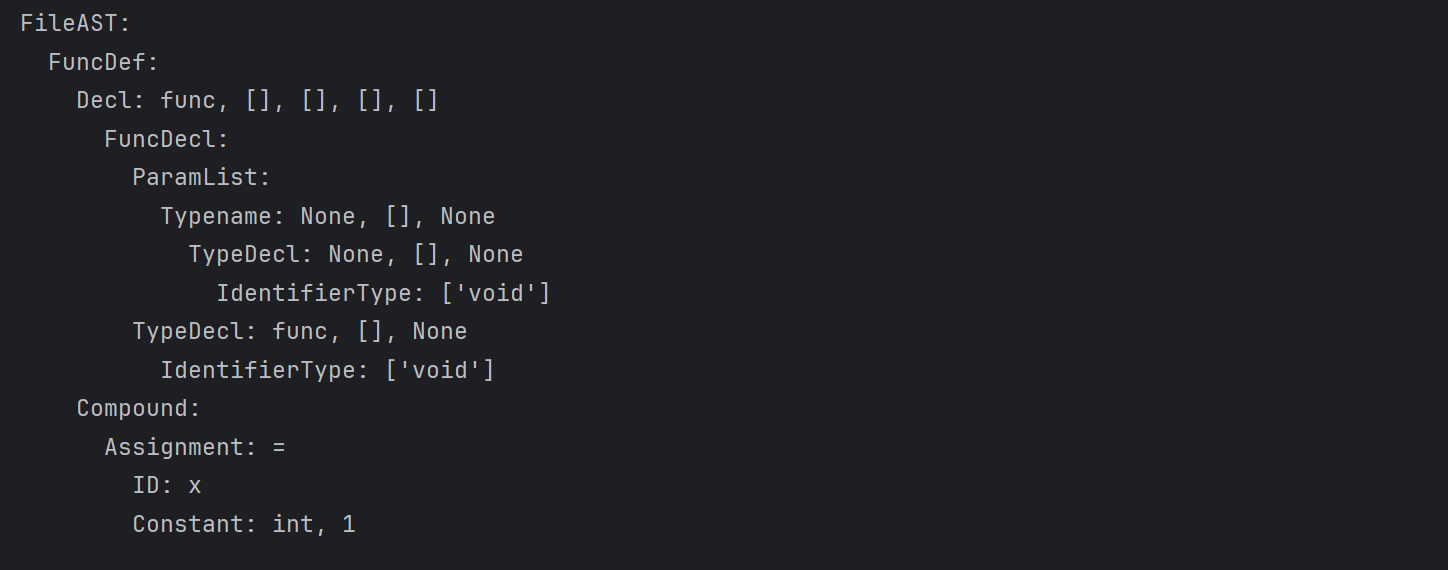 FileAST:
  FuncDef:
    Decl: func, [], [], [], []
      FuncDecl:
        ParamList:
          Typename: None, [], None
            TypeDecl: None, [], None
              IdentifierType: ['void']
        TypeDecl: func, [], None
          IdentifierType: ['void']
    Compound:
      Assignment: =
        ID: x
        Constant: int, 1